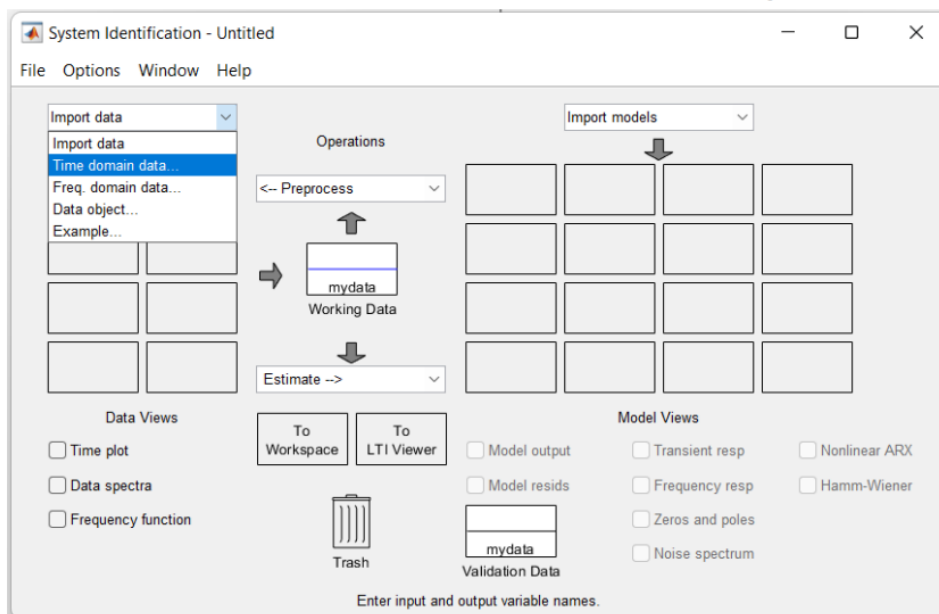 System Identification - Untitled
File Options Window Help
Import data
Import data
Time domain data...
Freq. domain data...
Data object...
Example...
Operations
<-- Preprocess
mydata
Working Data
Estimate -->
Import models
Data Views
Time plot
Data spectra
Frequency function
To
Workspace
To
LTI Viewer
Trash
Model Views
Model output
Transient resp
Nonlinear ARX
Model resids
Frequency resp
Hamm-Wiener
Zeros and poles
Noise spectrum
mydata
Validation Data
Enter input and output variable names.